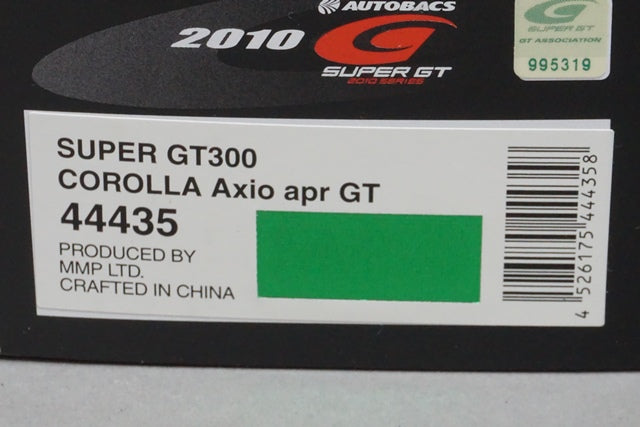 AUTOBACS
2010
SUPER GT
2010 SERIES
SUPER GT
GT ASSOCIATION
995319
SUPER GT300
COROLLA Axio apr GT
44435
PRODUCED BY
MMP LTD.
CRAFTED IN CHINA
4 526175 444358